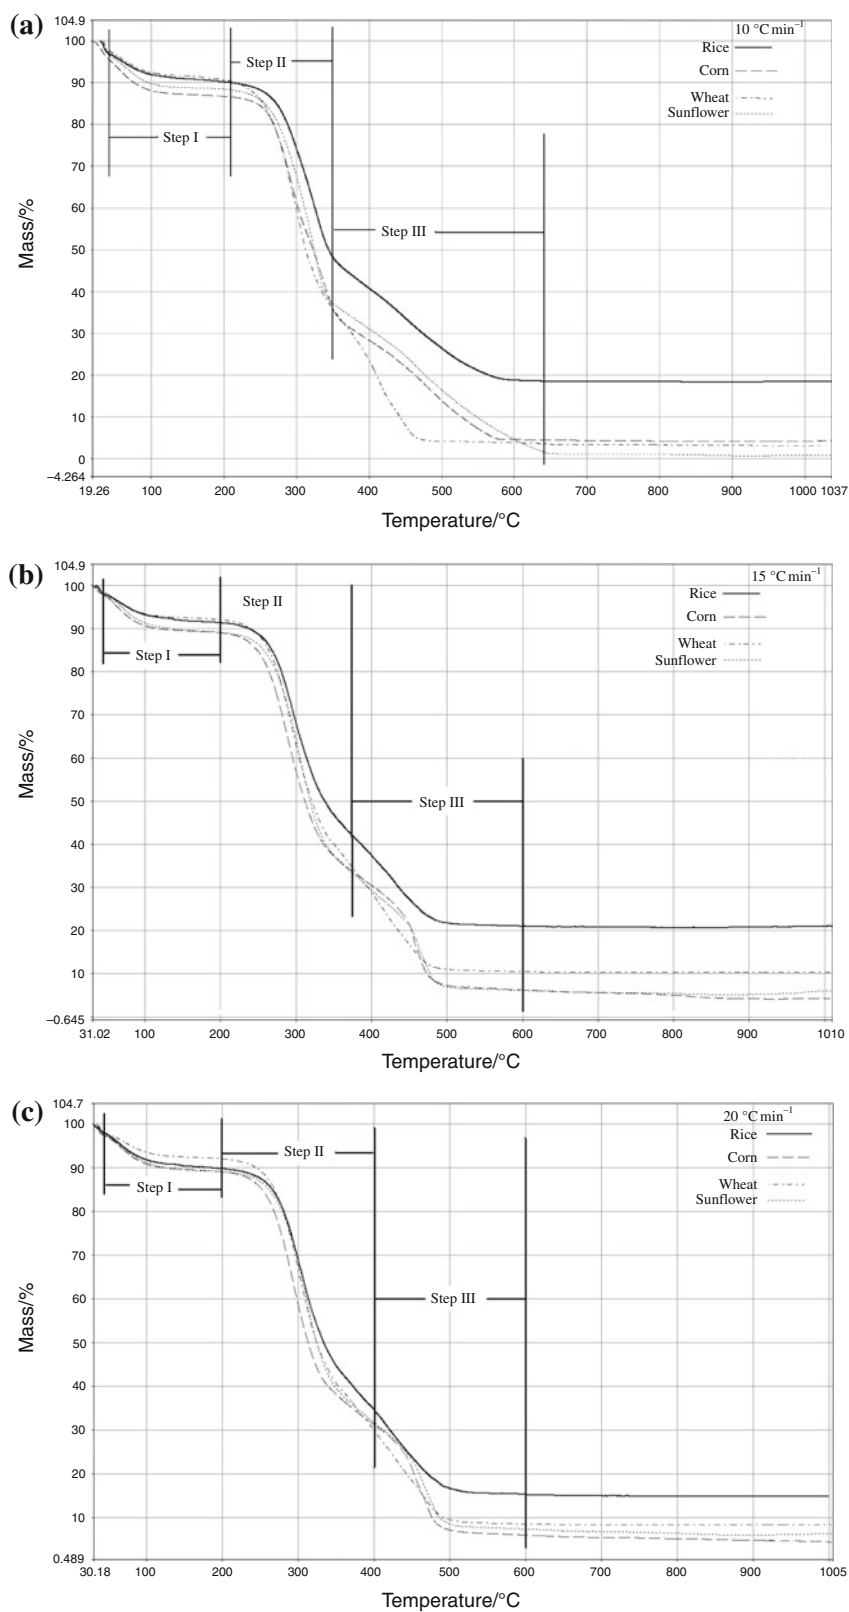 (a)
104.9
100
90
80
70
60
50
40
30
20
10
0
−4.264
Mass/%
10 °C min⁻¹
Rice
Corn
Wheat
Sunflower
Step II
Step I
Step III
19.26 100 200 300 400 500 600 700 800 900 1000 1037
Temperature/°C
(b)
104.9
100
90
80
70
60
50
40
30
20
10
−0.645
Mass/%
15 °C min⁻¹
Rice
Corn
Wheat
Sunflower
Step II
Step I
Step III
31.02 100 200 300 400 500 600 700 800 900 1010
Temperature/°C
(c)
104.7
100
90
80
70
60
50
40
30
20
10
0.489
Mass/%
20 °C min⁻¹
Rice
Corn
Wheat
Sunflower
Step II
Step I
Step III
30.18 100 200 300 400 500 600 700 800 900 1005
Temperature/°C